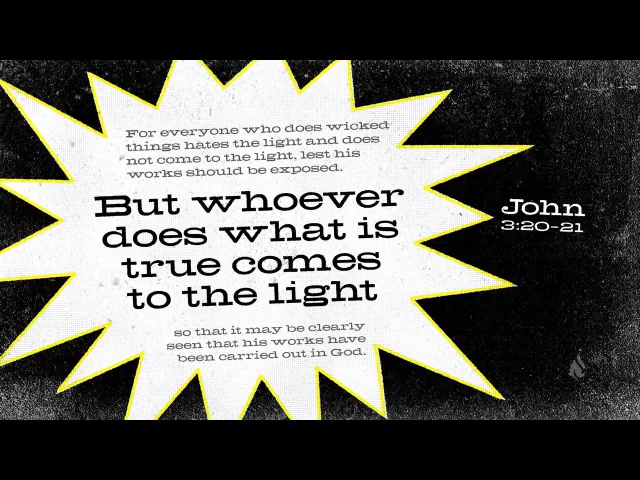 For everyone who does wicked
things hates the light and does
not come to the light, lest his
works should be exposed.
But whoever
does what is
true comes
to the light
so that it may be clearly
seen that his works have
been carried out in God.
John
3:20-21